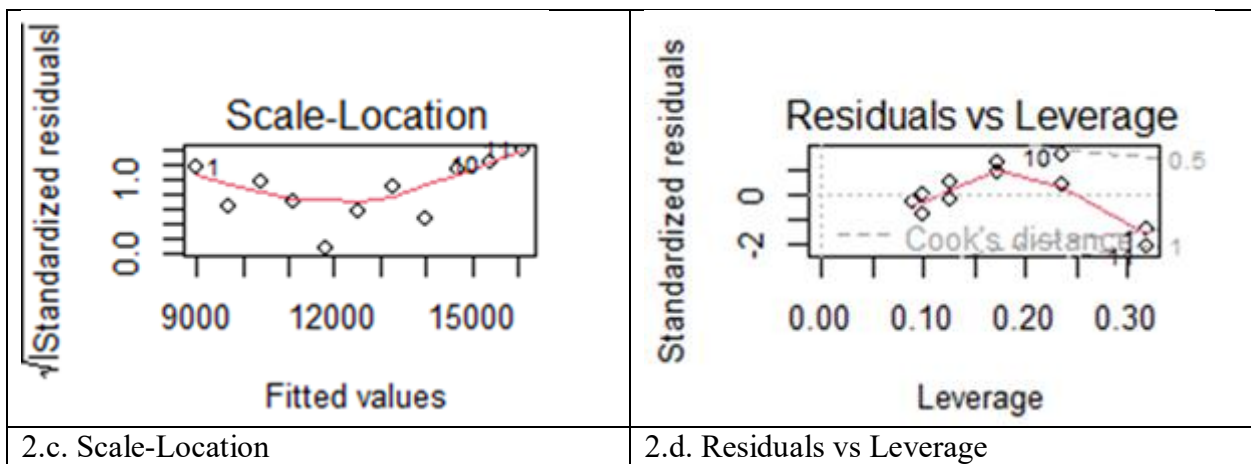 √|Standardized residuals|
Scale-Location
1
10
11
1.0
0.0
9000 12000 15000
Fitted values
2.c. Scale-Location
Standardized residuals
Residuals vs Leverage
10
0.5
0
-2
Cook's distance
1
0.00 0.10 0.20 0.30
Leverage
2.d. Residuals vs Leverage